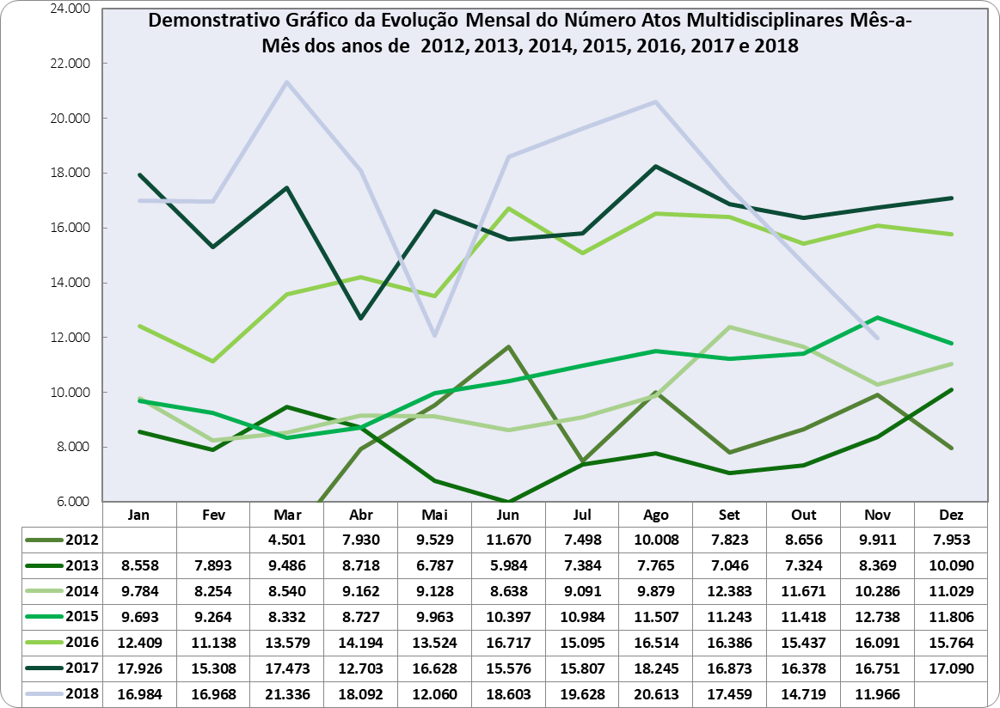 Demonstrativo Gráfico da Evolução Mensal do Número Atos Multidisciplinares Mês-a-
Mês dos anos de 2012, 2013, 2014, 2015, 2016, 2017 e 2018
24.000
22.000
20.000
18.000
16.000
14.000
12.000
10.000
8.000
6.000
Jan Fev Mar Abr Mai Jun Jul Ago Set Out Nov Dez
2012 4.501 7.930 9.529 11.670 7.498 10.008 7.823 8.656 9.911 7.953
2013 8.558 7.893 9.486 8.718 6.787 5.984 7.384 7.765 7.046 7.324 8.369 10.090
2014 9.784 8.254 8.540 9.162 9.128 8.638 9.091 9.879 12.383 11.671 10.286 11.029
2015 9.693 9.264 8.332 8.727 9.963 10.397 10.984 11.507 11.243 11.418 12.738 11.806
2016 12.409 11.138 13.579 14.194 13.524 16.717 15.095 16.514 16.386 15.437 16.091 15.764
2017 17.926 15.308 17.473 12.703 16.628 15.576 15.807 18.245 16.873 16.378 16.751 17.090
2018 16.984 16.968 21.336 18.092 12.060 18.603 19.628 20.613 17.459 14.719 11.966